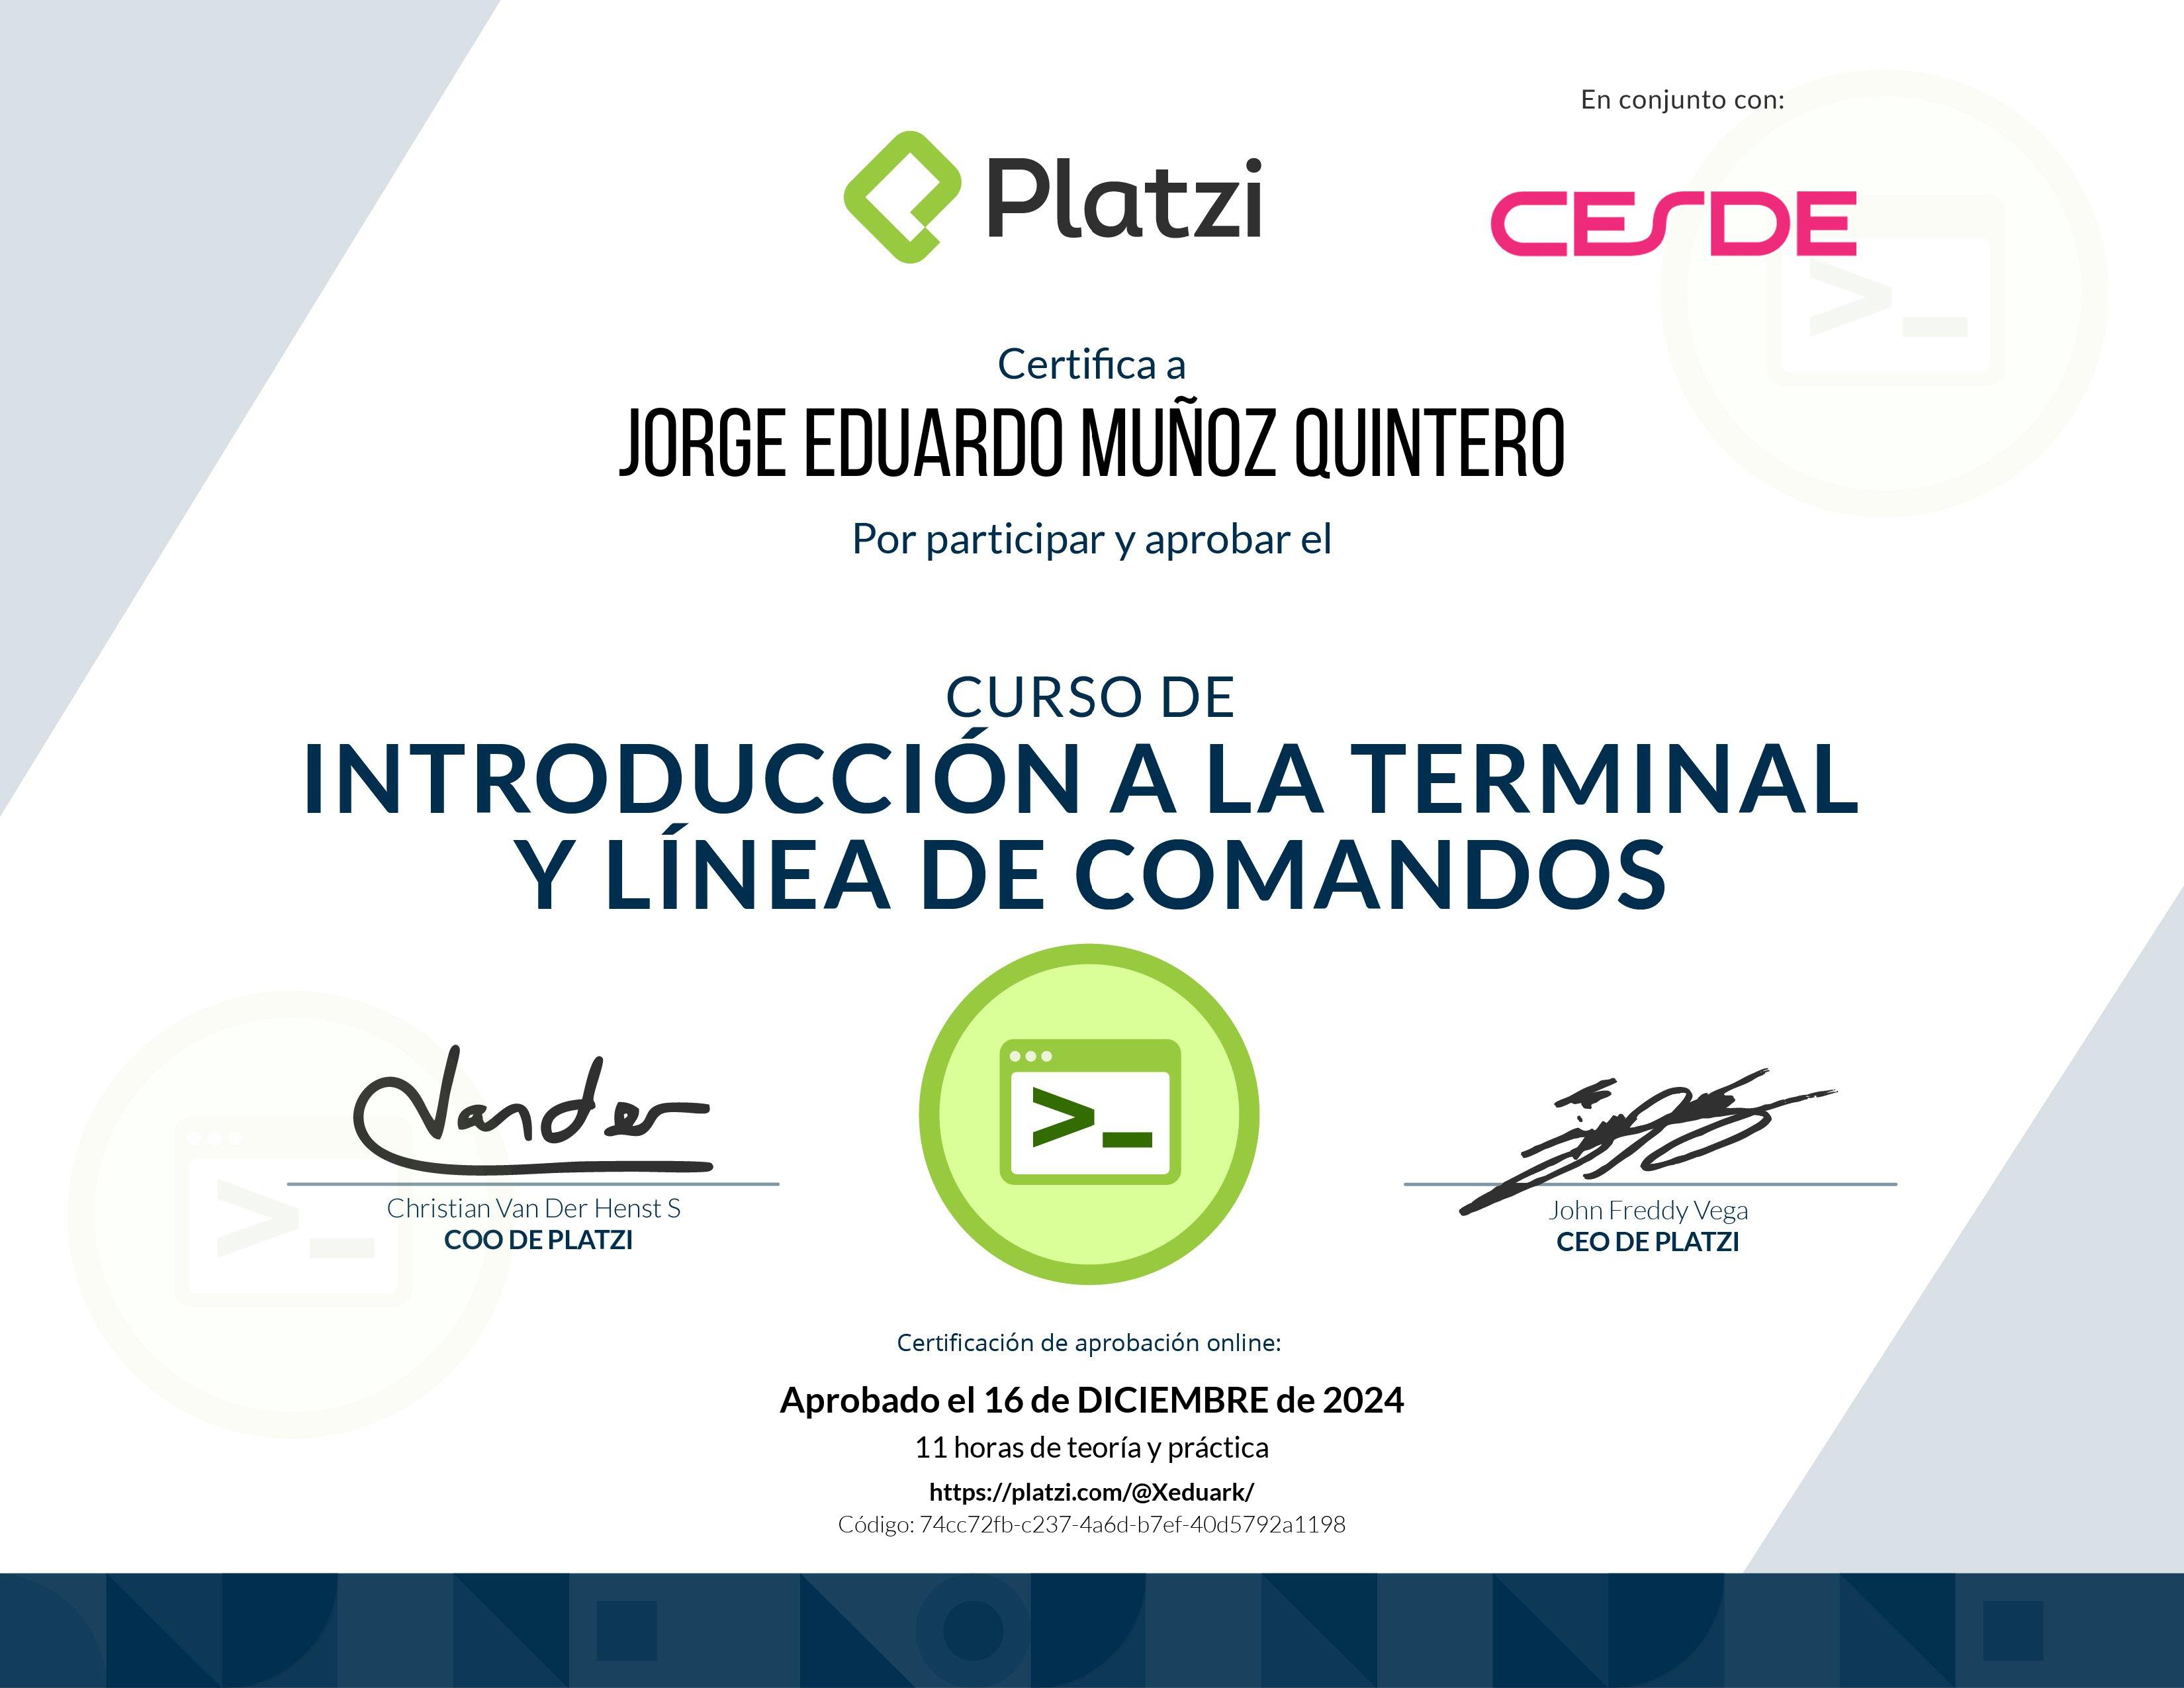 En conjunto con:
Platzi
CESDE
Certifica a
JORGE EDUARDO MUÑOZ QUINTERO
Por participar y aprobar el
CURSO DE
INTRODUCCIÓN A LA TERMINAL
Y LÍNEA DE COMANDOS
>_
Vander
Christian Van Der Henst S
COO DE PLATZI
John Freddy Vega
CEO DE PLATZI
Certificación de aprobación online:
Aprobado el 16 de DICIEMBRE de 2024
11 horas de teoría y práctica
https://platzi.com/@Xeduark/
Código: 74cc72fb-c237-4a6d-b7ef-40d5792a1198